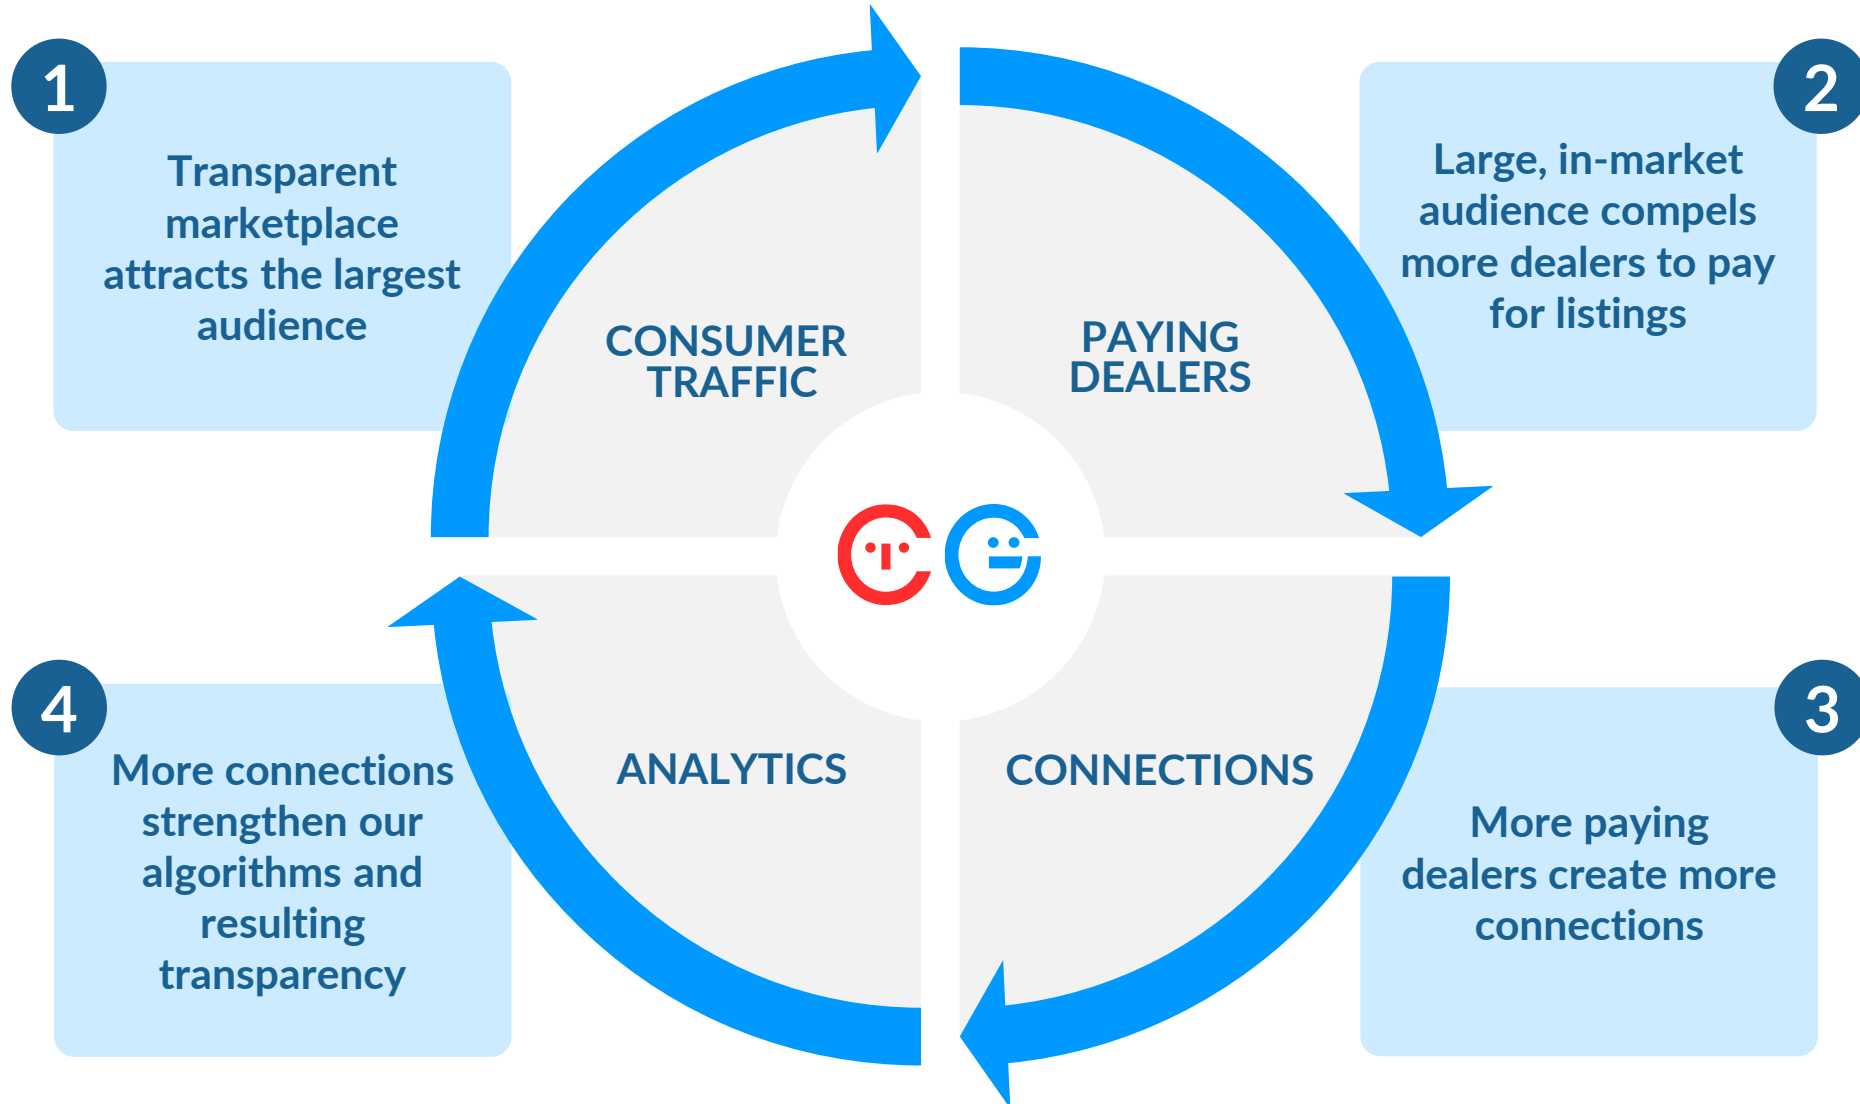 1
Transparent
marketplace
attracts the largest
audience
CONSUMER
TRAFFIC
PAYING
DEALERS
2
Large, in-market
audience compels
more dealers to pay
for listings
CG
4
More connections
strengthen our
algorithms and
resulting
transparency
ANALYTICS
CONNECTIONS
3
More paying
dealers create more
connections